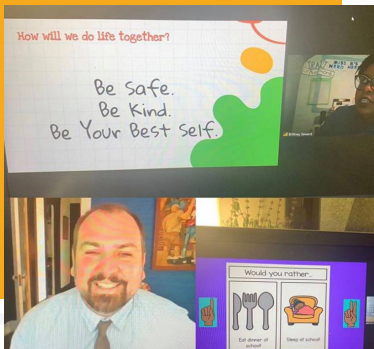 How will we do life together?
Be Safe.
Be Kind.
Be Your Best Self.
Would you rather...
Eat dinner at
school?
Sleep at school?